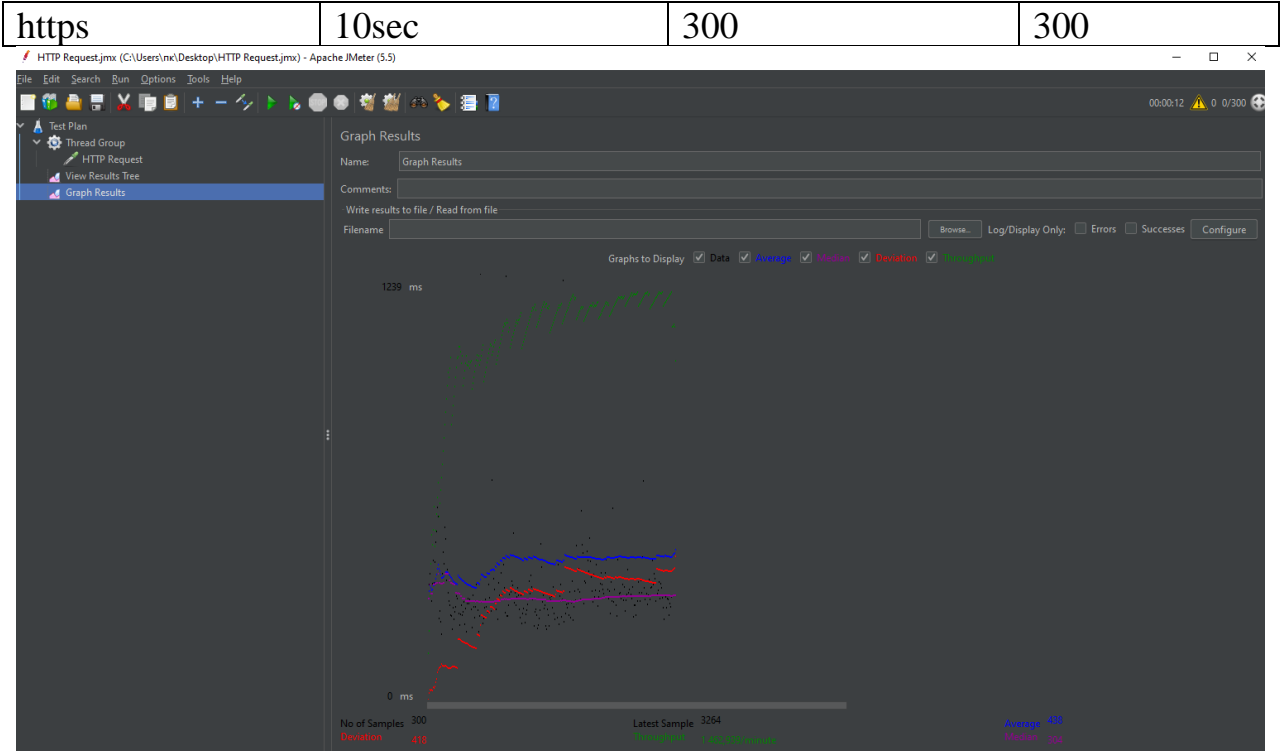 https 10sec 300 300
HTTP Request.jmx (C:\Users\пк\Desktop\HTTP Request.jmx) - Apache JMeter (5.5)
File Edit Search Run Options Tools Help
00:00:12 0 0/300
Test Plan
Thread Group
HTTP Request
View Results Tree
Graph Results
Graph Results
Name: Graph Results
Comments:
Write results to file / Read from file
Filename Browse... Log/Display Only: Errors Successes Configure
Graphs to Display Data Average Median Deviation Throughput
1239 ms
0 ms
No of Samples 300 Latest Sample 3264 Average 438
Deviation 418 Throughput Median